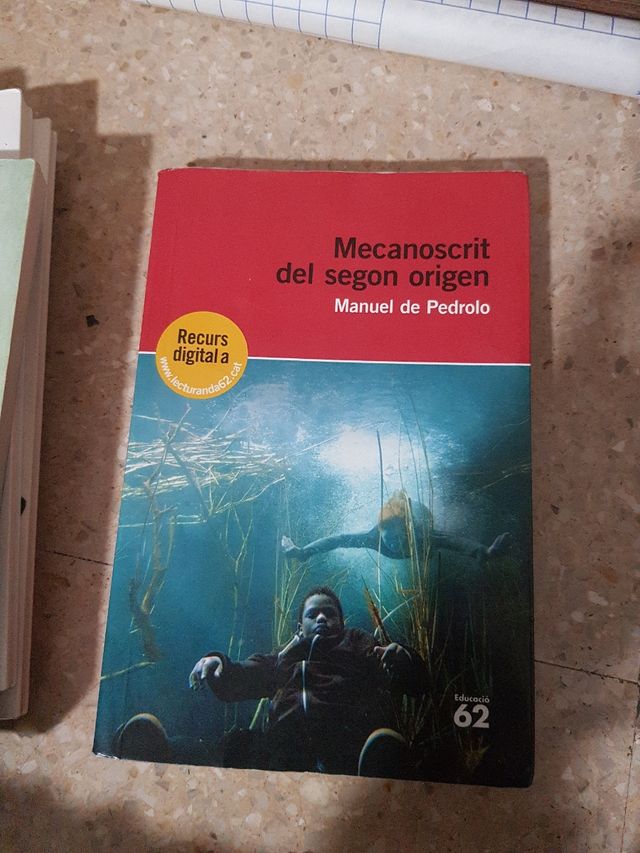 Mecanoscrit
del segon origen
Manuel de Pedrolo
Recurs
digital a
www.lecturanda62.cat
Educació
62